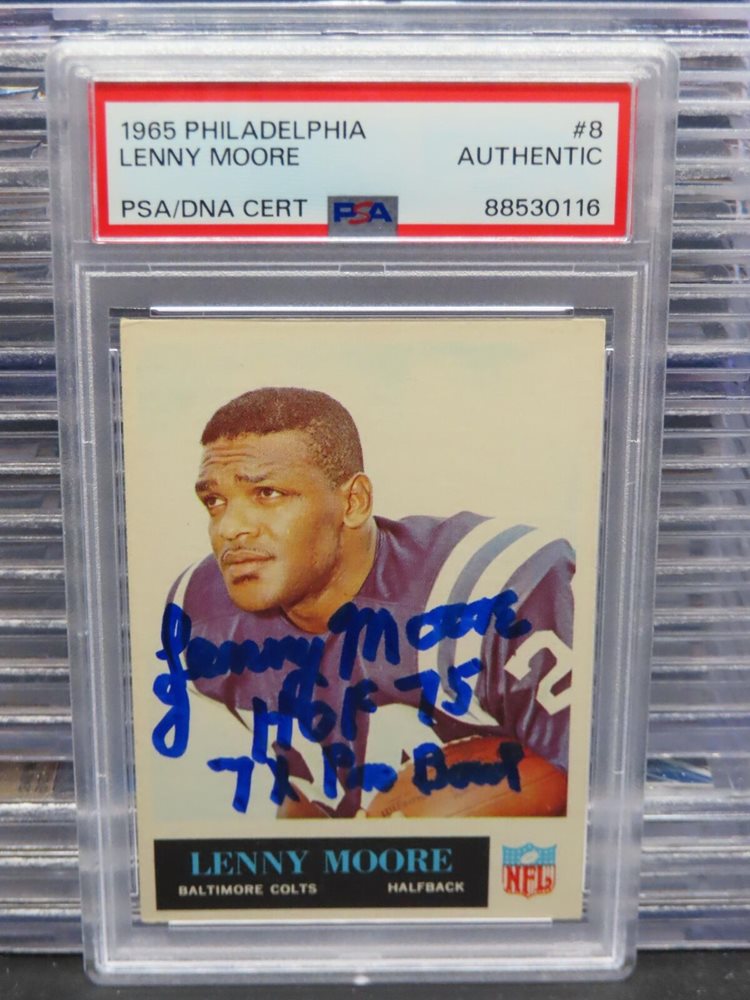 1965 PHILADELPHIA #8
LENNY MOORE AUTHENTIC
PSA/DNA CERT PSA 88530116
Lenny Moore
HOF 75
7X Pro Bowl
2
LENNY MOORE
BALTIMORE COLTS HALFBACK
NFL